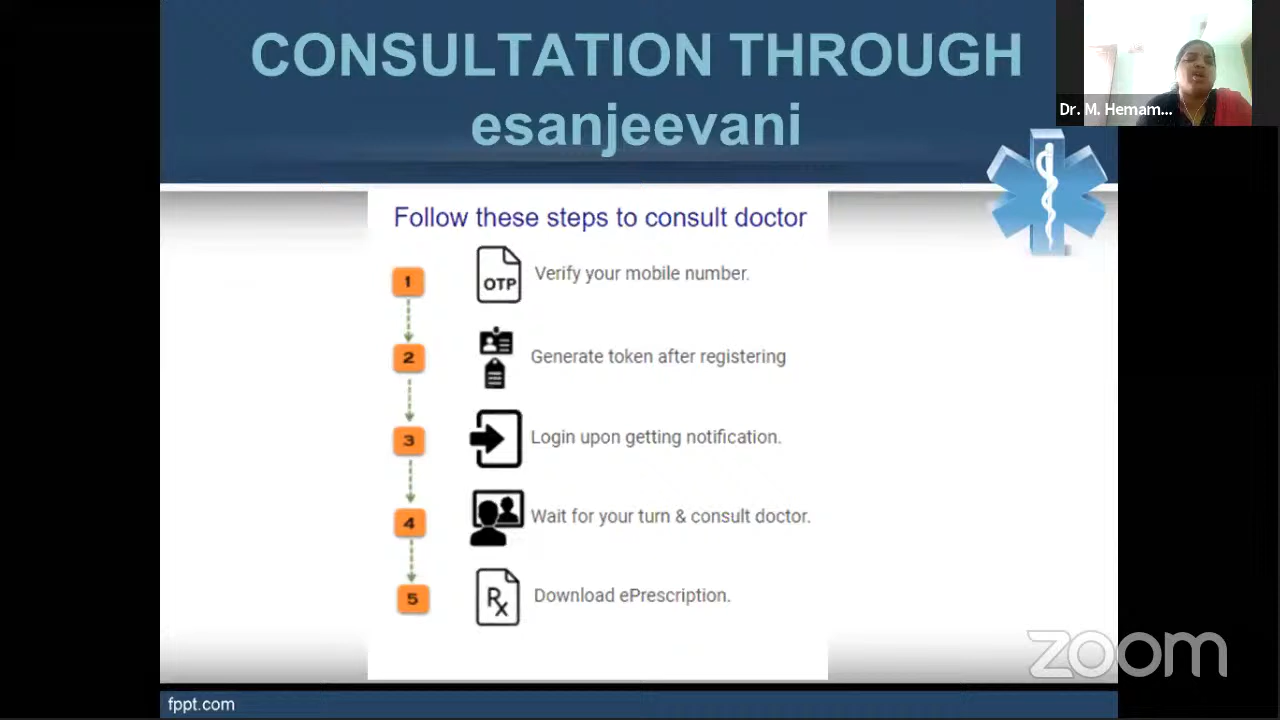 CONSULTATION THROUGH
esanjeevani
Dr. M. Hemam...
Follow these steps to consult doctor
1
OTP
Verify your mobile number.
2
Generate token after registering
3
Login upon getting notification.
4
Wait for your turn & consult doctor.
5
Rx
Download ePrescription.
zoom
fppt.com